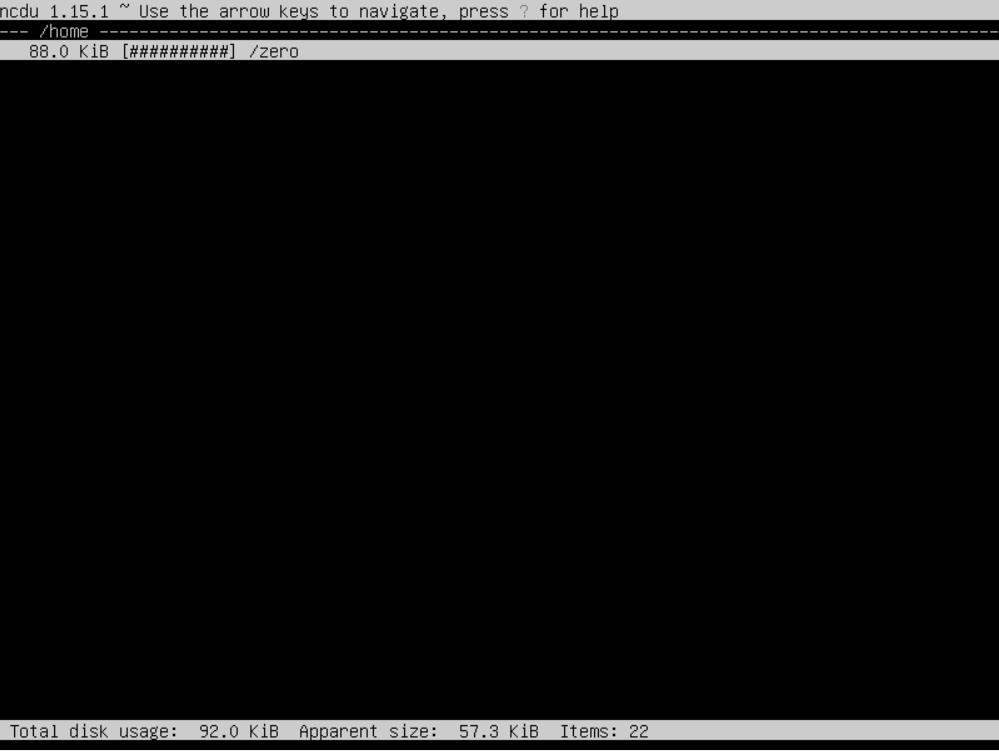 ncdu 1.15.1 ~ Use the arrow keys to navigate, press ? for help
--- /home ------------------------------------------------------------------------------------------
88.0 KiB [##########] /zero
Total disk usage: 92.0 KiB Apparent size: 57.3 KiB Items: 22